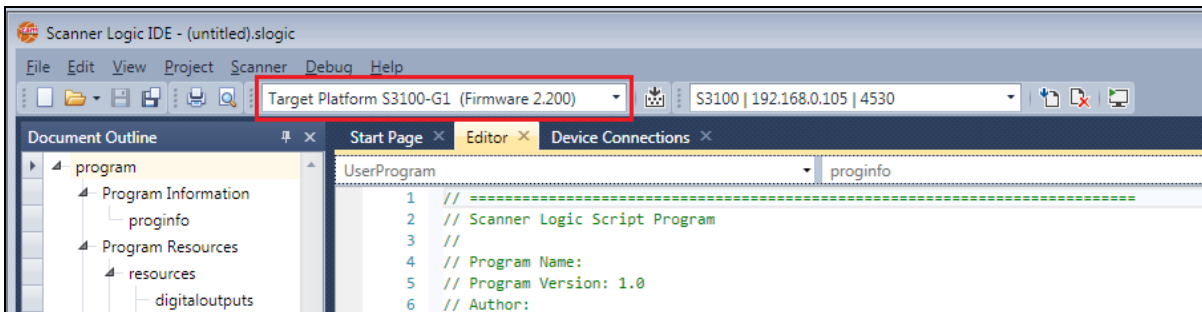 Scanner Logic IDE - (untitled).slogic
File Edit View Project Scanner Debug Help
Target Platform S3100-G1 (Firmware 2.200) S3100 | 192.168.0.105 | 4530
Document Outline Start Page Editor Device Connections
program
UserProgram proginfo
Program Information
proginfo
Program Resources
resources
digitaloutputs
1 // ============================================================================
2 // Scanner Logic Script Program
3 //
4 // Program Name:
5 // Program Version: 1.0
6 // Author: